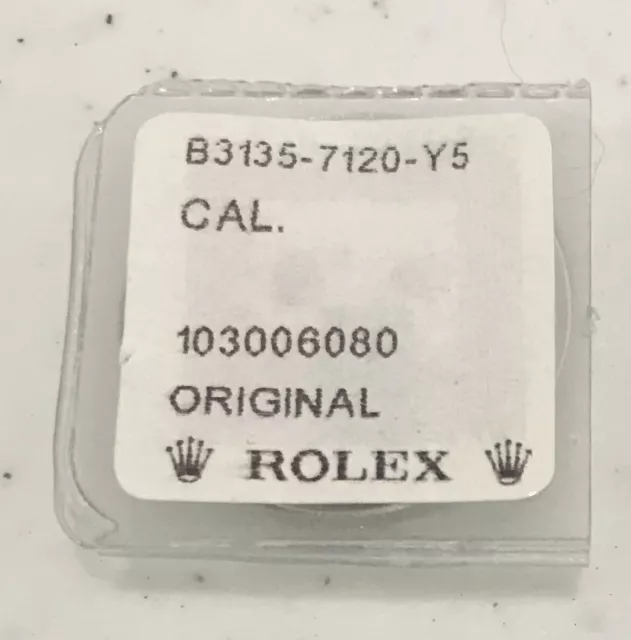 B3135-7120-Y5
CAL.
103006080
ORIGINAL
ROLEX